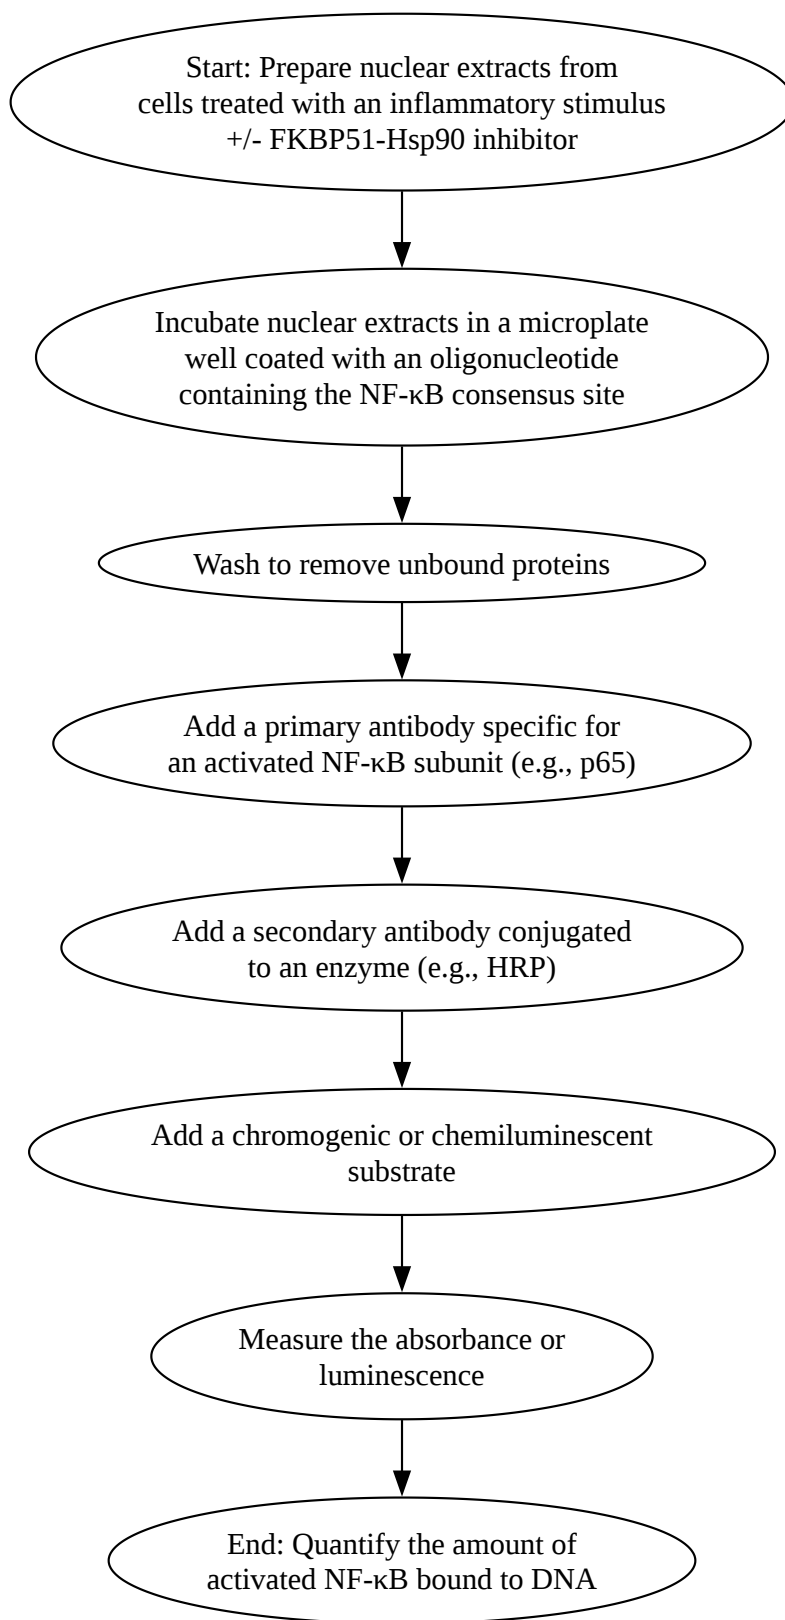 Start: Prepare nuclear extracts from
cells treated with an inflammatory stimulus
+/- FKBP51-Hsp90 inhibitor
Incubate nuclear extracts in a microplate
well coated with an oligonucleotide
containing the NF-κB consensus site
Wash to remove unbound proteins
Add a primary antibody specific for
an activated NF-κB subunit (e.g., p65)
Add a secondary antibody conjugated
to an enzyme (e.g., HRP)
Add a chromogenic or chemiluminescent
substrate
Measure the absorbance or
luminescence
End: Quantify the amount of
activated NF-κB bound to DNA